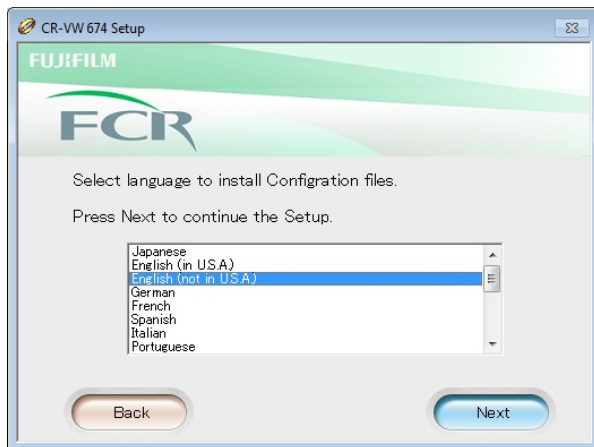 CR-VW 674 Setup
FUJIFILM
FCR
Select language to install Configration files.
Press Next to continue the Setup.
Japanese
English (in U.S.A.)
English (not in U.S.A.)
German
French
Spanish
Italian
Portuguese
Back
Next